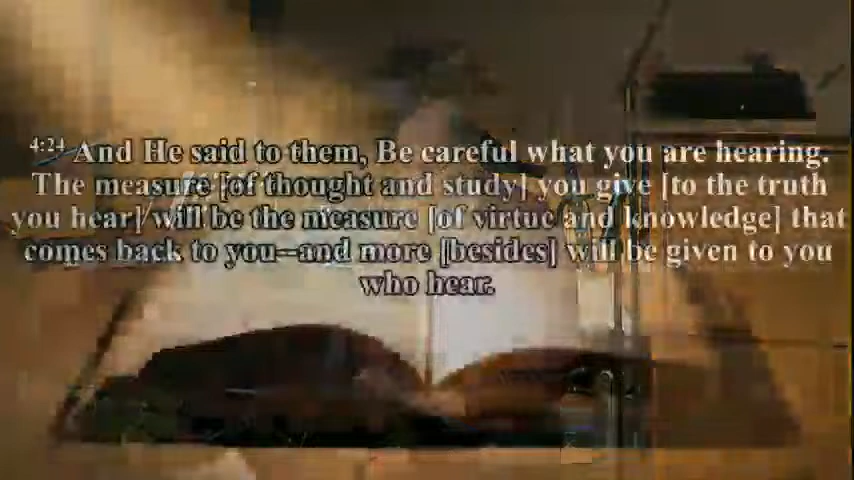 4:24 And He said to them, Be careful what you are hearing.
The measure [of thought and study] you give [to the truth
you hear] will be the measure [of virtue and knowledge] that
comes back to you--and more [besides] will be given to you
who hear.